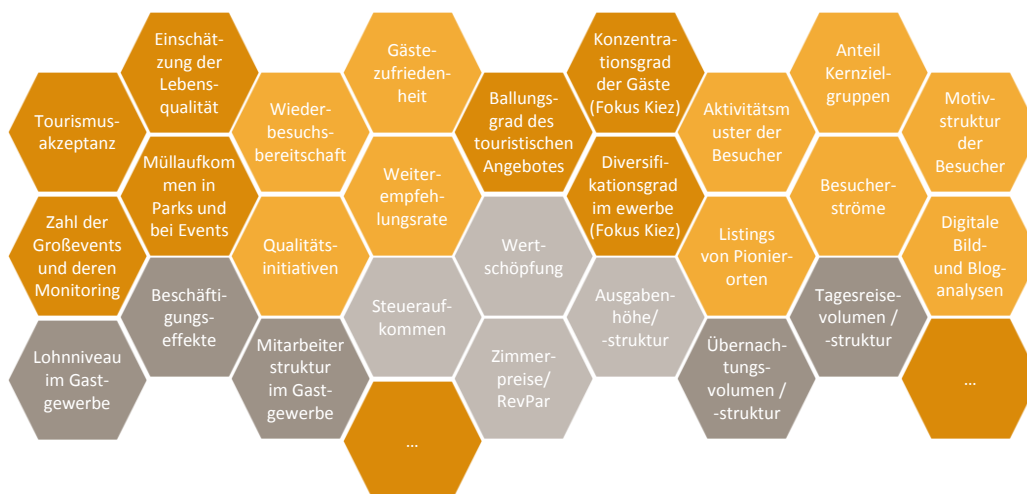 Einschät-
zung der
Lebens-
qualität
Gäste-
zufrieden-
heit
Konzentra-
tionsgrad
der Gäste
(Fokus Kiez)
Anteil
Kernziel-
gruppen
Tourismus-
akzeptanz
Wieder-
besuchs-
bereitschaft
Ballungs-
grad des
touristischen
Angebotes
Aktivitätsm
uster der
Besucher
Motiv-
struktur
der
Besucher
Müllaufkom
men in
Parks und
bei Events
Weiter-
empfeh-
lungsrate
Diversifi-
kationsgrad
im ewerbe
(Fokus Kiez)
Besucher-
ströme
Zahl der
Großevents
und deren
Monitoring
Qualitäts-
initiativen
Wert-
schöpfung
Listings
von Pionier-
orten
Digitale
Bild-
und Blog-
analysen
Beschäfti-
gungs-
effekte
Steuerauf-
kommen
Ausgaben-
höhe/
-struktur
Tagesreise-
volumen /
-struktur
Lohnniveau
im Gast-
gewerbe
Mitarbeiter
struktur
im Gast-
gewerbe
Zimmer-
preise/
RevPar
Übernach-
tungs-
volumen /
-struktur
...
...